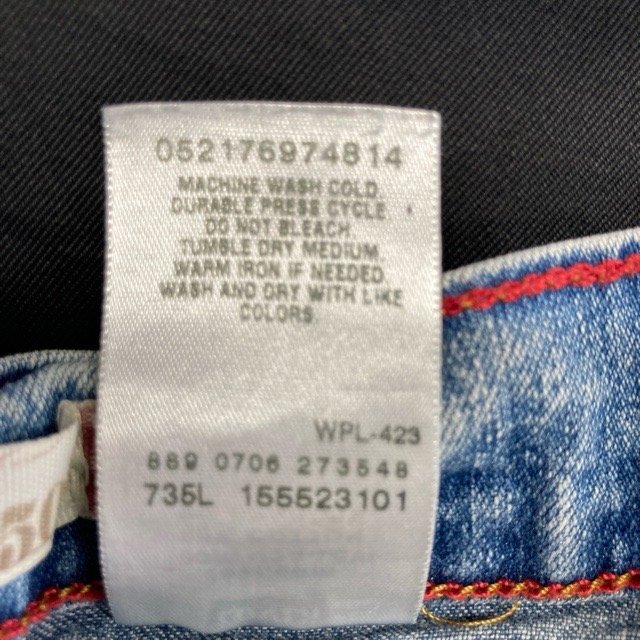 052176974814
MACHINE WASH COLD.
DURABLE PRESS CYCLE
DO NOT BLEACH.
TUMBLE DRY MEDIUM.
WARM IRON IF NEEDED.
WASH AND DRY WITH LIKE
COLORS.
WPL-423
889 0706 273548
735L 155523101